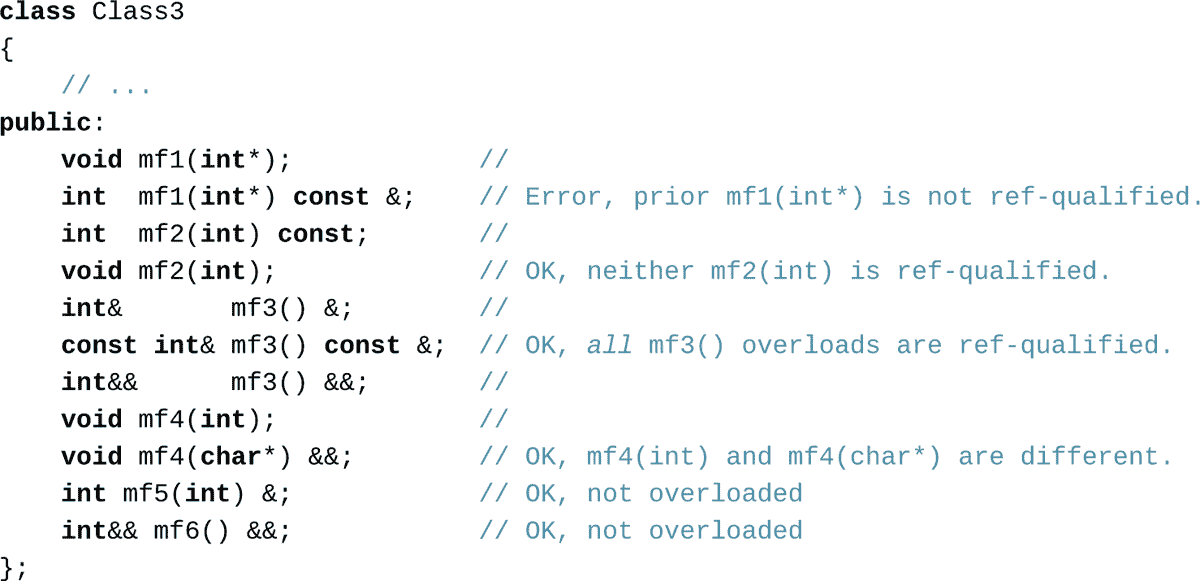 class Class3
{
    // ...
public:
    void mf1(int*);            //
    int  mf1(int*) const &;    // Error, prior mf1(int*) is not ref-qualified.
    int  mf2(int) const;       //
    void mf2(int);             // OK, neither mf2(int) is ref-qualified.
    int&       mf3() &;        //
    const int& mf3() const &;  // OK, all mf3() overloads are ref-qualified.
    int&&      mf3() &&;       //
    void mf4(int);             //
    void mf4(char*) &&;        // OK, mf4(int) and mf4(char*) are different.
    int mf5(int) &;            // OK, not overloaded
    int&& mf6() &&;            // OK, not overloaded
};